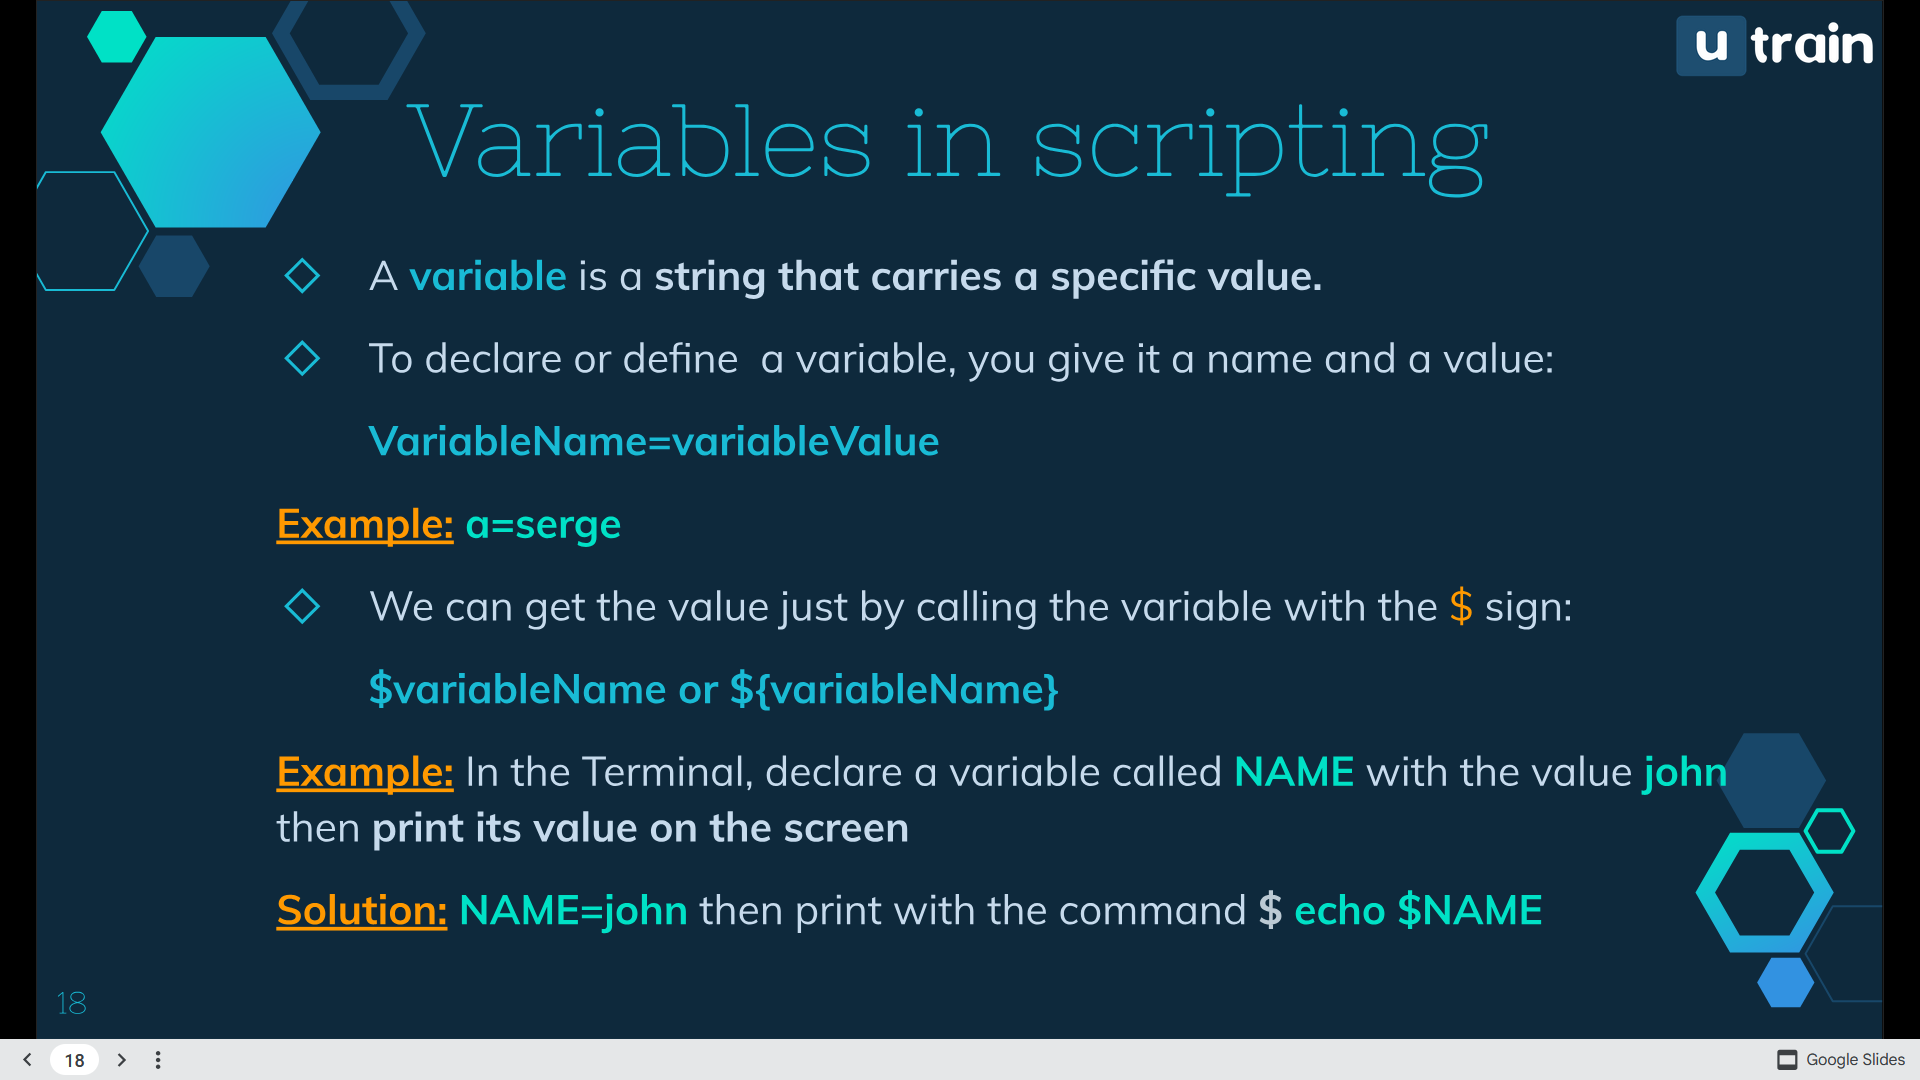 u train
Variables in scripting
A variable is a string that carries a specific value.
To declare or define  a variable, you give it a name and a value:
VariableName=variableValue
Example: a=serge
We can get the value just by calling the variable with the $ sign:
$variableName or ${variableName}
Example: In the Terminal, declare a variable called NAME with the value john
then print its value on the screen
Solution: NAME=john then print with the command $ echo $NAME
18
18
Google Slides